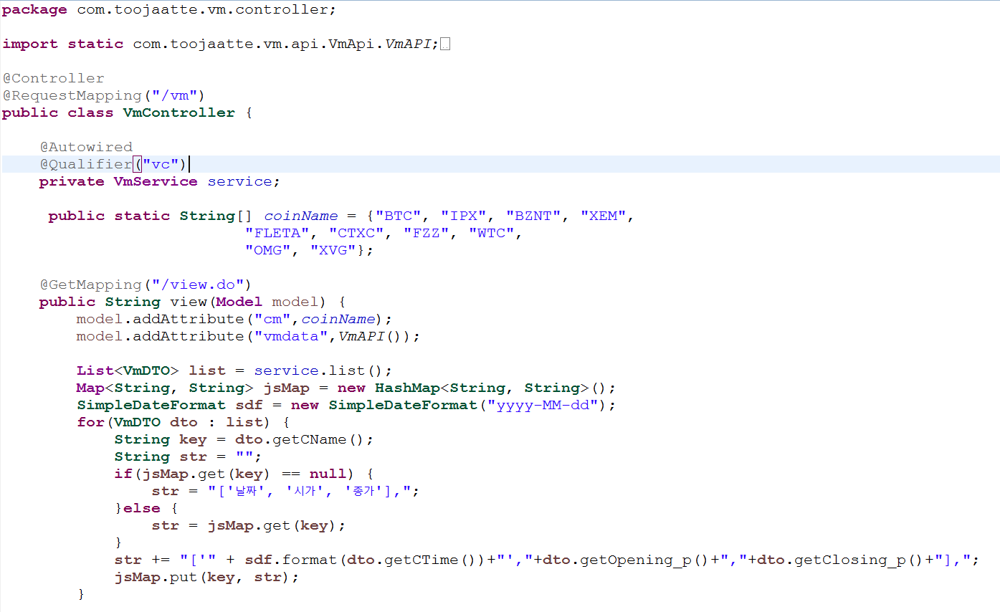 package com.toojaatte.vm.controller;
import static com.toojaatte.vm.api.VmApi.VmAPI;
@Controller
@RequestMapping("/vm")
public class VmController {
@Autowired
@Qualifier("vc")
private VmService service;
public static String[] coinName = {"BTC", "IPX", "BZNT", "XEM",
"FLETA", "CTXC", "FZZ", "WTC",
"OMG", "XVG"};
@GetMapping("/view.do")
public String view(Model model) {
model.addAttribute("cm",coinName);
model.addAttribute("vmdata",VmAPI());
List<VmDTO> list = service.list();
Map<String, String> jsMap = new HashMap<String, String>();
SimpleDateFormat sdf = new SimpleDateFormat("yyyy-MM-dd");
for(VmDTO dto : list) {
String key = dto.getCName();
String str = "";
if(jsMap.get(key) == null) {
str = "['날짜', '시가', '종가'],";
}else {
str = jsMap.get(key);
}
str += "['" + sdf.format(dto.getCTime())+"',"+dto.getOpening_p()+","+dto.getClosing_p()+"],";
jsMap.put(key, str);
}